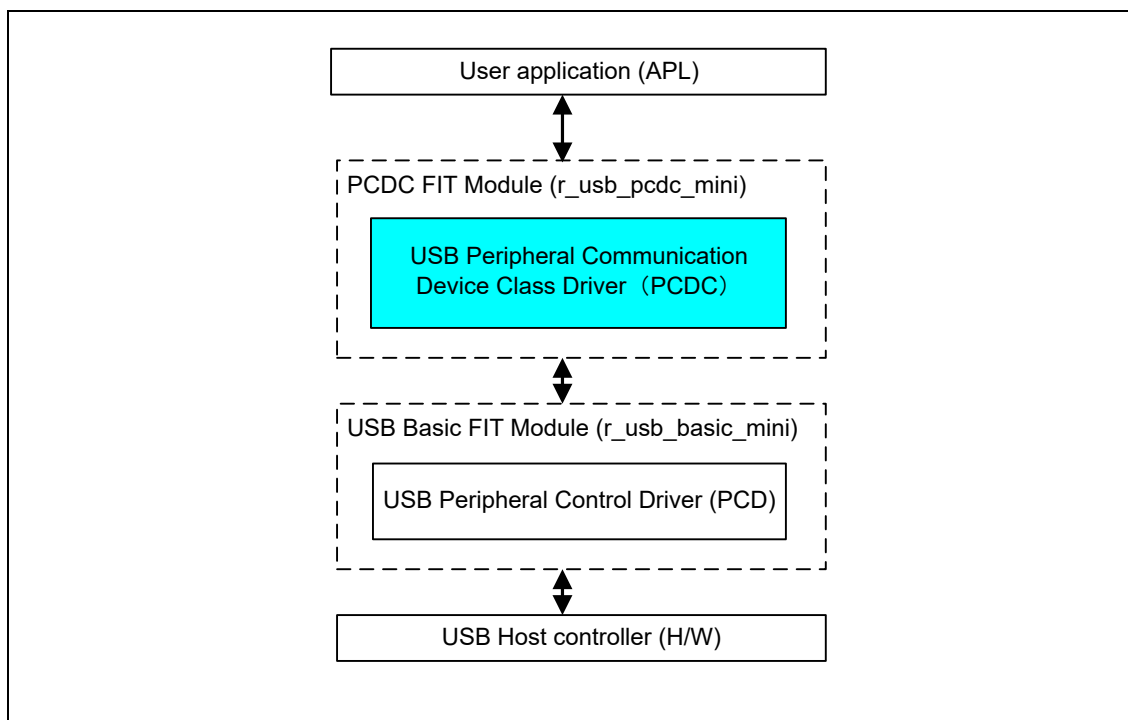 User application (APL)
PCDC FIT Module (r_usb_pcdc_mini)
USB Peripheral Communication
Device Class Driver（PCDC）
USB Basic FIT Module (r_usb_basic_mini)
USB Peripheral Control Driver (PCD)
USB Host controller (H/W)